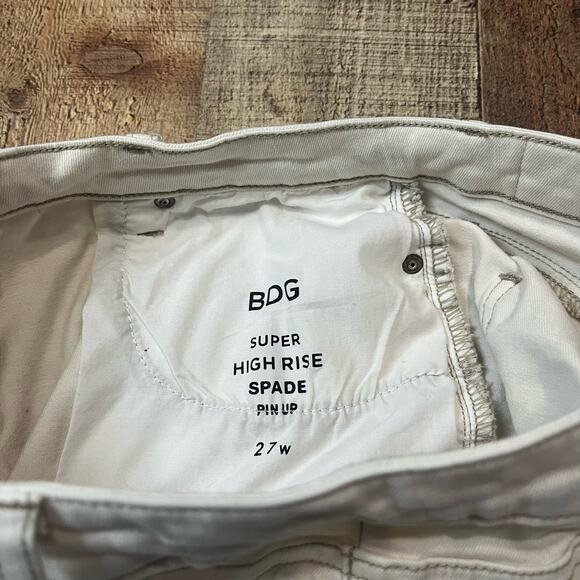 BDG
SUPER
HIGH RISE
SPADE
PIN UP
27W